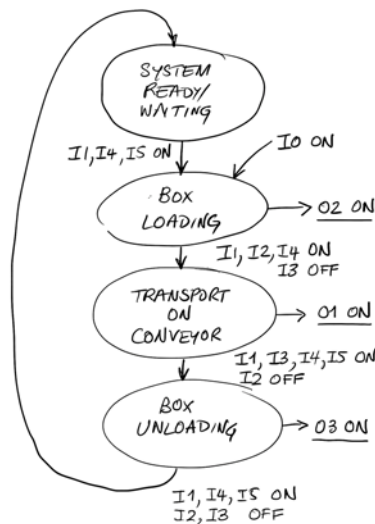 SYSTEM
READY/
WAITING
I1, I4, I5 ON
I0 ON
BOX
LOADING
O2 ON
I1, I2, I4 ON
I3 OFF
TRANSPORT
ON
CONVEYOR
O1 ON
I1, I3, I4, I5 ON
I2 OFF
BOX
UNLOADING
O3 ON
I1, I4, I5 ON
I2, I3 OFF